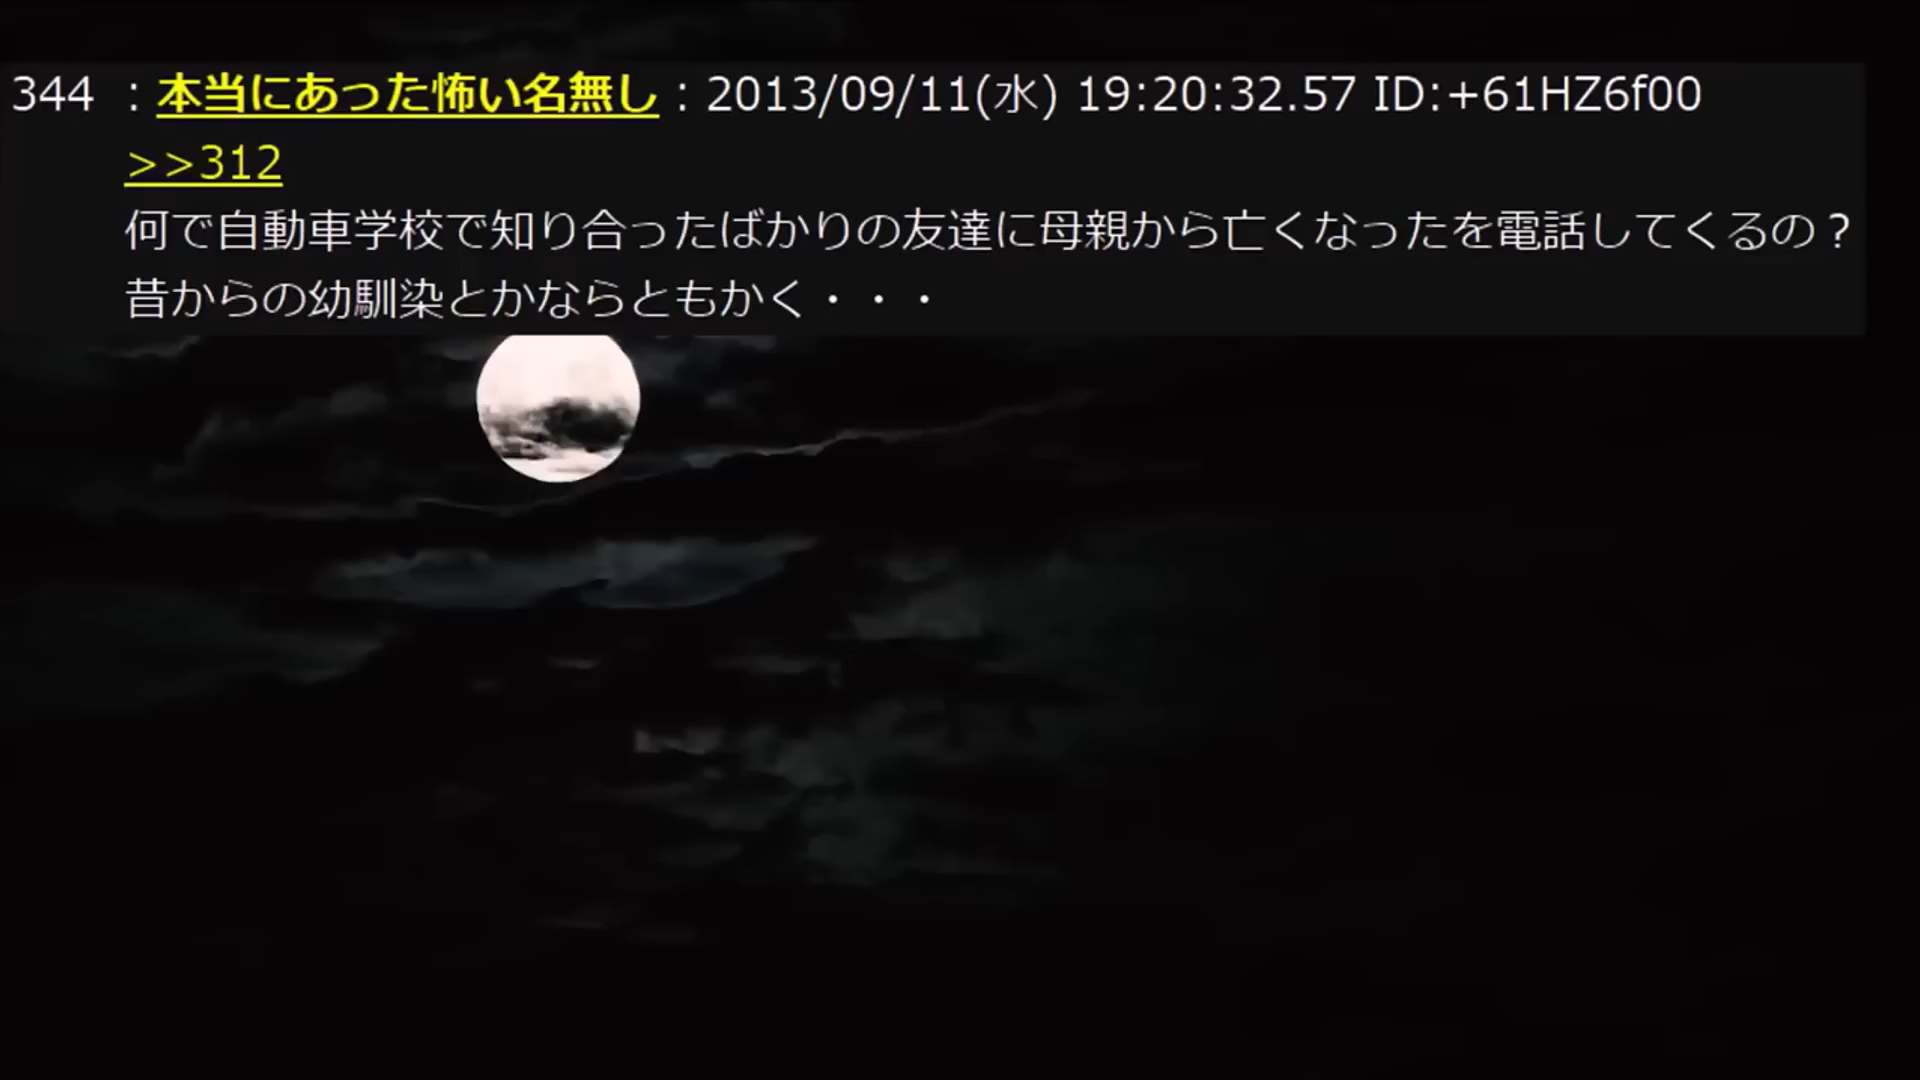 344 ：本当にあった怖い名無し：2013/09/11(水) 19:20:32.57 ID:+61HZ6f00
>>312
何で自動車学校で知り合ったばかりの友達に母親から亡くなったを電話してくるの？
昔からの幼馴染とかならともかく・・・